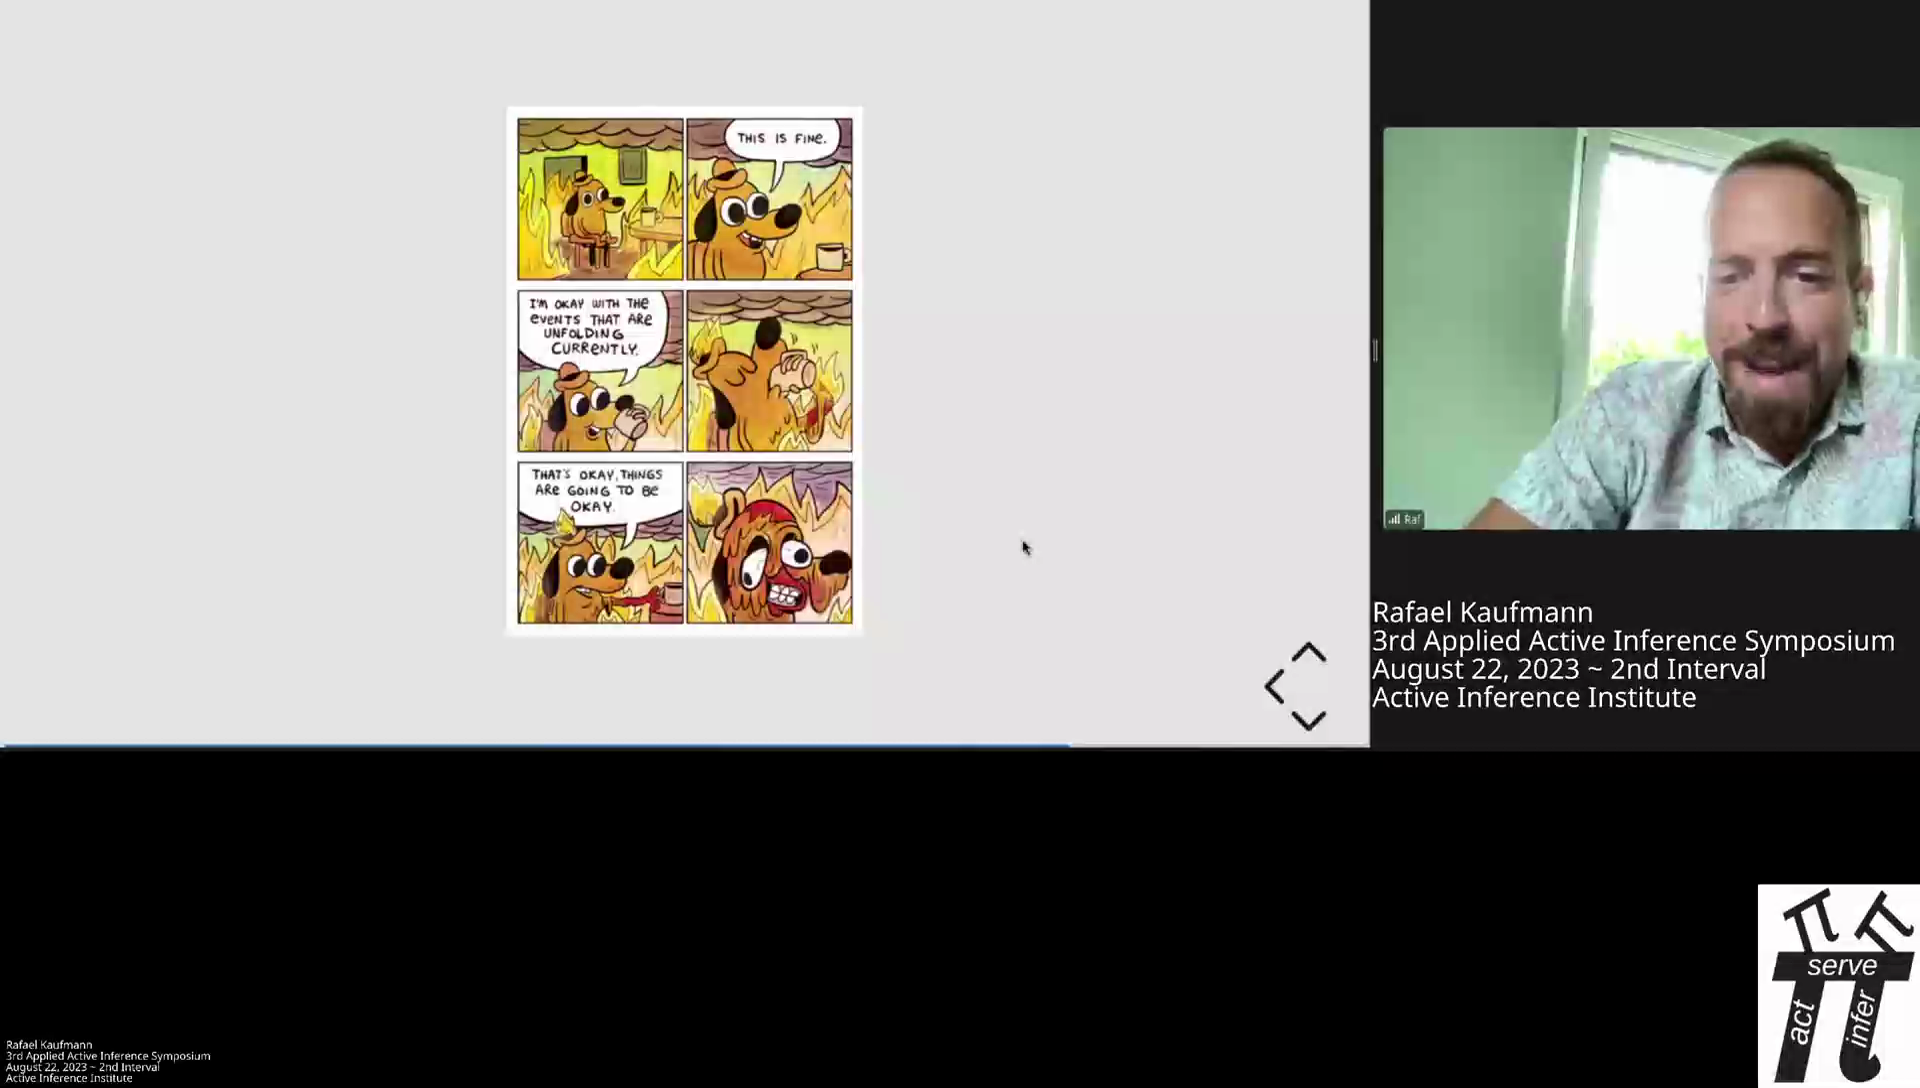 THIS IS FINE.
I'M OKAY WITH THE
EVENTS THAT ARE
UNFOLDING
CURRENTLY.
THAT'S OKAY, THINGS
ARE GOING TO BE
OKAY.
Raf
Rafael Kaufmann
3rd Applied Active Inference Symposium
August 22, 2023 ~ 2nd Interval
Active Inference Institute
serve
act
infer
Rafael Kaufmann
3rd Applied Active Inference Symposium
August 22, 2023 ~ 2nd Interval
Active Inference Institute